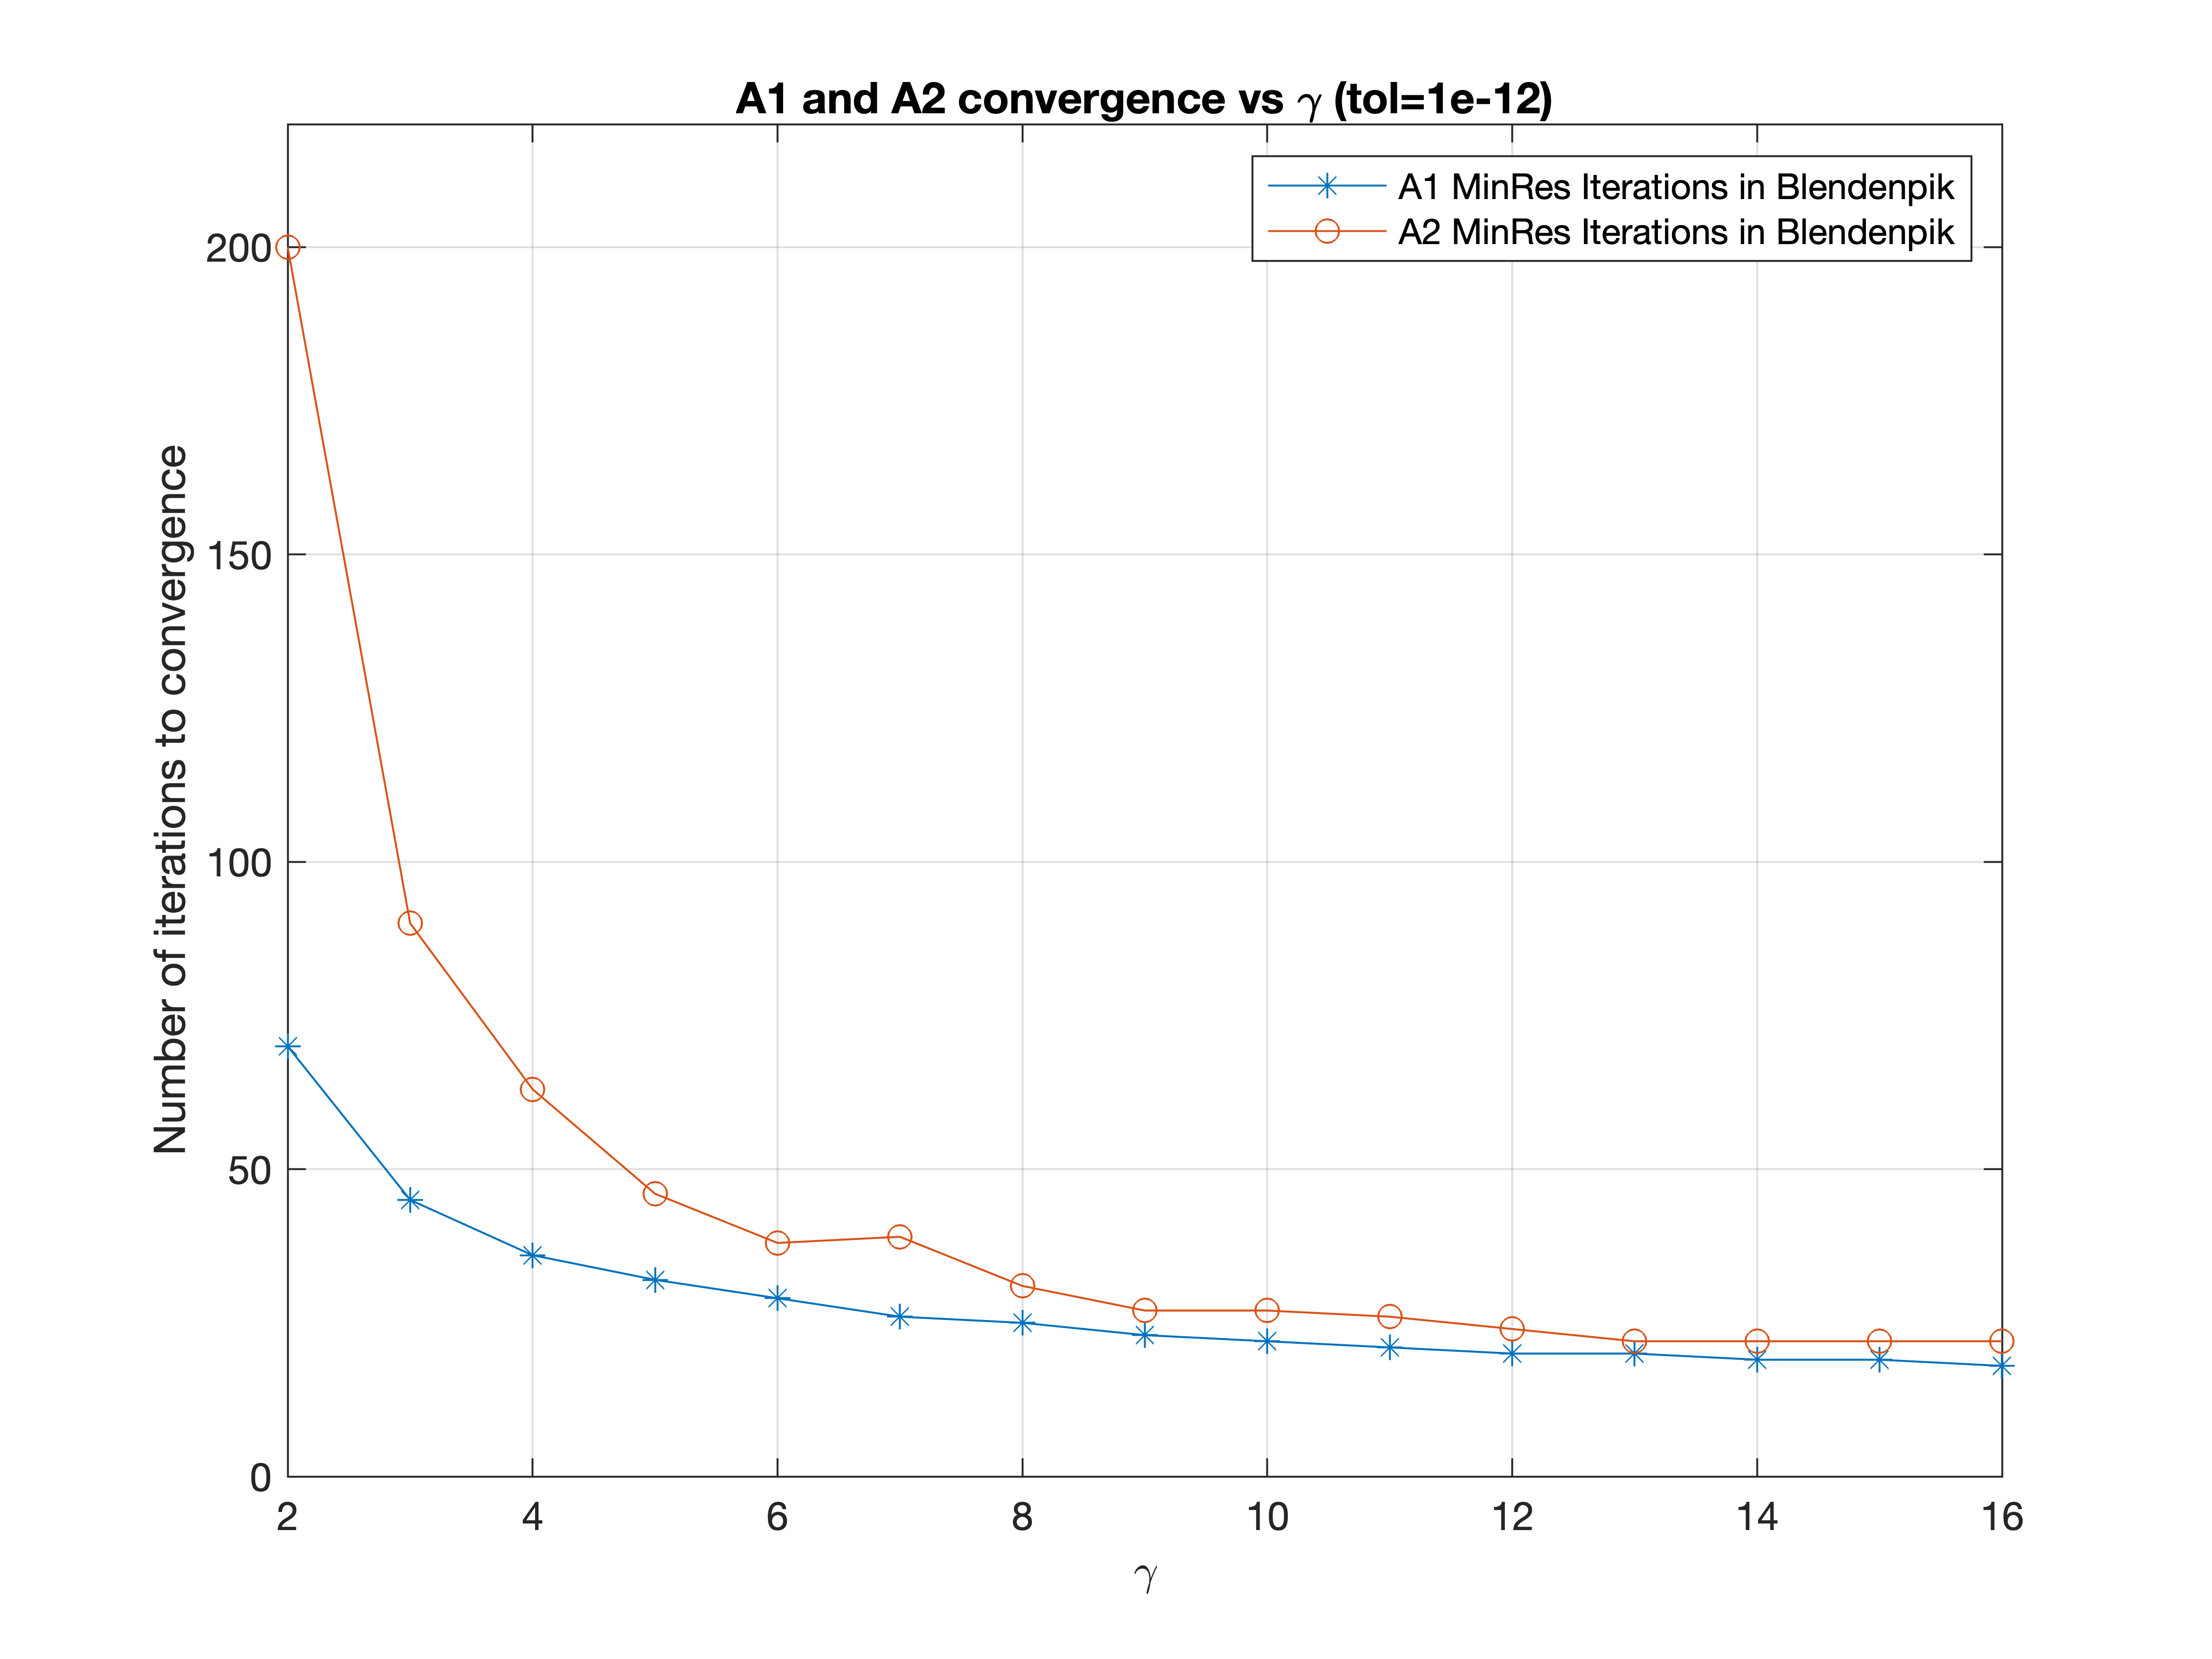 A1 and A2 convergence vs γ (tol=1e-12)
A1 MinRes Iterations in Blendenpik
A2 MinRes Iterations in Blendenpik
Number of iterations to convergence
200
150
100
50
0
2 4 6 8 10 12 14 16
γ